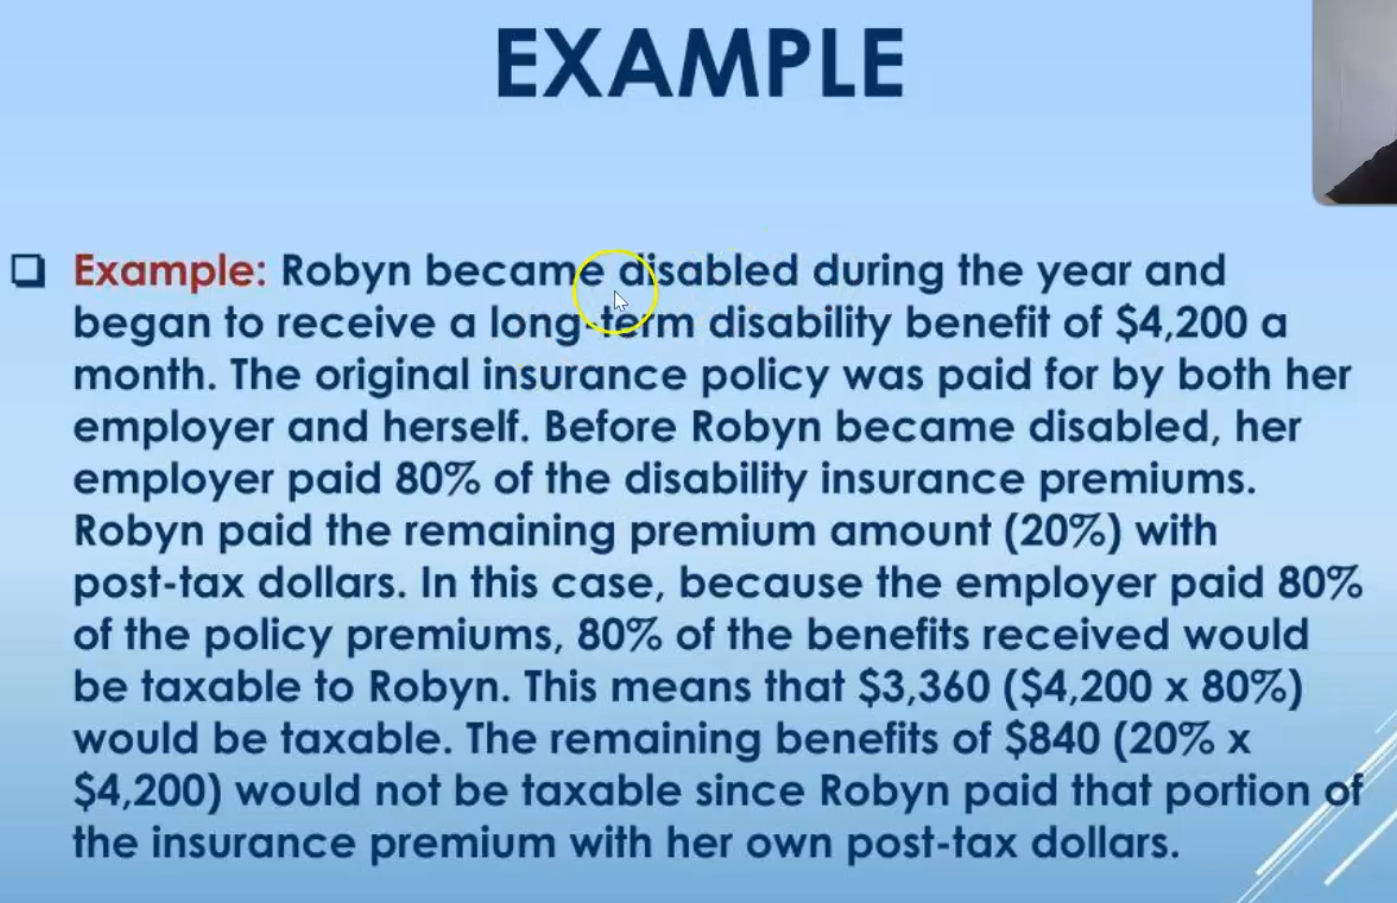 EXAMPLE
Example: Robyn became disabled during the year and
began to receive a long-term disability benefit of $4,200 a
month. The original insurance policy was paid for by both her
employer and herself. Before Robyn became disabled, her
employer paid 80% of the disability insurance premiums.
Robyn paid the remaining premium amount (20%) with
post-tax dollars. In this case, because the employer paid 80%
of the policy premiums, 80% of the benefits received would
be taxable to Robyn. This means that $3,360 ($4,200 x 80%)
would be taxable. The remaining benefits of $840 (20% x
$4,200) would not be taxable since Robyn paid that portion of
the insurance premium with her own post-tax dollars.